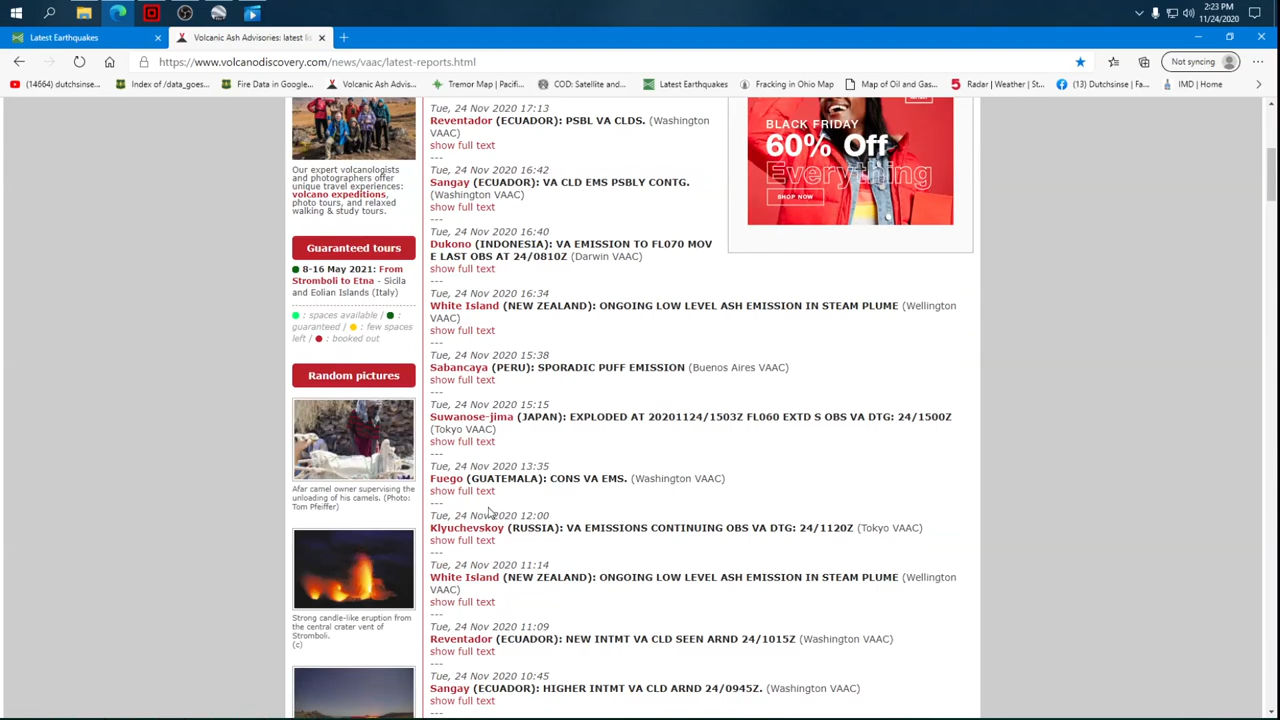 2:23 PM
11/24/2020
Latest Earthquakes
Volcanic Ash Advisories: latest lis
https://www.volcanodiscovery.com/news/vaac/latest-reports.html
Not syncing
(14664) dutchsinse...
Index of /data_goes...
Fire Data in Google...
Volcanic Ash Advis...
Tremor Map | Pacifi...
COD: Satellite and...
Latest Earthquakes
Fracking in Ohio Map
Map of Oil and Gas...
Radar | Weather | St...
(13) Dutchsinse | Fa...
IMD | Home
Our expert volcanologists
and photographers offer
unique travel experiences:
volcano expeditions,
photo tours, and relaxed
walking & study tours.
Guaranteed tours
8-16 May 2021: From
Stromboli to Etna - Sicila
and Eolian Islands (Italy)
: spaces available / :
guaranteed / : few spaces
left / : booked out
Random pictures
Afar camel owner supervising the
unloading of his camels. (Photo:
Tom Pfeiffer)
Strong candle-like eruption from
the central crater vent of
Stromboli.
(c)
Tue, 24 Nov 2020 17:13
Reventador (ECUADOR): PSBL VA CLDS. (Washington
VAAC)
show full text
---
Tue, 24 Nov 2020 16:42
Sangay (ECUADOR): VA CLD EMS PSBLY CONTG.
(Washington VAAC)
show full text
---
Tue, 24 Nov 2020 16:40
Dukono (INDONESIA): VA EMISSION TO FL070 MOV
E LAST OBS AT 24/0810Z (Darwin VAAC)
show full text
---
Tue, 24 Nov 2020 16:34
White Island (NEW ZEALAND): ONGOING LOW LEVEL ASH EMISSION IN STEAM PLUME (Wellington
VAAC)
show full text
---
Tue, 24 Nov 2020 15:38
Sabancaya (PERU): SPORADIC PUFF EMISSION (Buenos Aires VAAC)
show full text
---
Tue, 24 Nov 2020 15:15
Suwanose-jima (JAPAN): EXPLODED AT 20201124/1503Z FL060 EXTD S OBS VA DTG: 24/1500Z
(Tokyo VAAC)
show full text
---
Tue, 24 Nov 2020 13:35
Fuego (GUATEMALA): CONS VA EMS. (Washington VAAC)
show full text
---
Tue, 24 Nov 2020 12:00
Klyuchevskoy (RUSSIA): VA EMISSIONS CONTINUING OBS VA DTG: 24/1120Z (Tokyo VAAC)
show full text
---
Tue, 24 Nov 2020 11:14
White Island (NEW ZEALAND): ONGOING LOW LEVEL ASH EMISSION IN STEAM PLUME (Wellington
VAAC)
show full text
---
Tue, 24 Nov 2020 11:09
Reventador (ECUADOR): NEW INTMT VA CLD SEEN ARND 24/1015Z (Washington VAAC)
show full text
---
Tue, 24 Nov 2020 10:45
Sangay (ECUADOR): HIGHER INTMT VA CLD ARND 24/0945Z. (Washington VAAC)
show full text
---
BLACK FRIDAY
60% Off
Everything
SHOP NOW